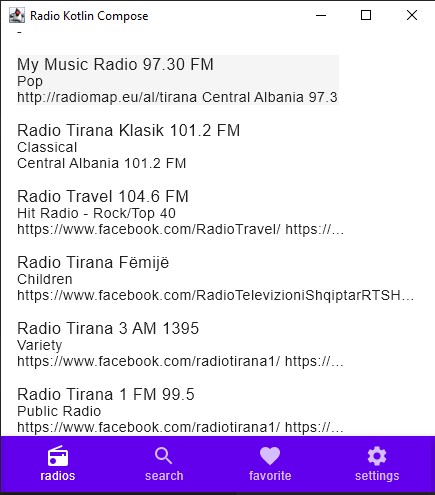 Radio Kotlin Compose
-
My Music Radio 97.30 FM
Pop
http://radiomap.eu/al/tirana Central Albania 97.3
Radio Tirana Klasik 101.2 FM
Classical
Central Albania 101.2 FM
Radio Travel 104.6 FM
Hit Radio - Rock/Top 40
https://www.facebook.com/RadioTravel/ https://...
Radio Tirana Fëmijë
Children
https://www.facebook.com/RadioTelevizioniShqiptarRTSH...
Radio Tirana 3 AM 1395
Variety
https://www.facebook.com/radiotirana1/ https://...
Radio Tirana 1 FM 99.5
Public Radio
https://www.facebook.com/radiotirana1/ https://...
radios search favorite settings